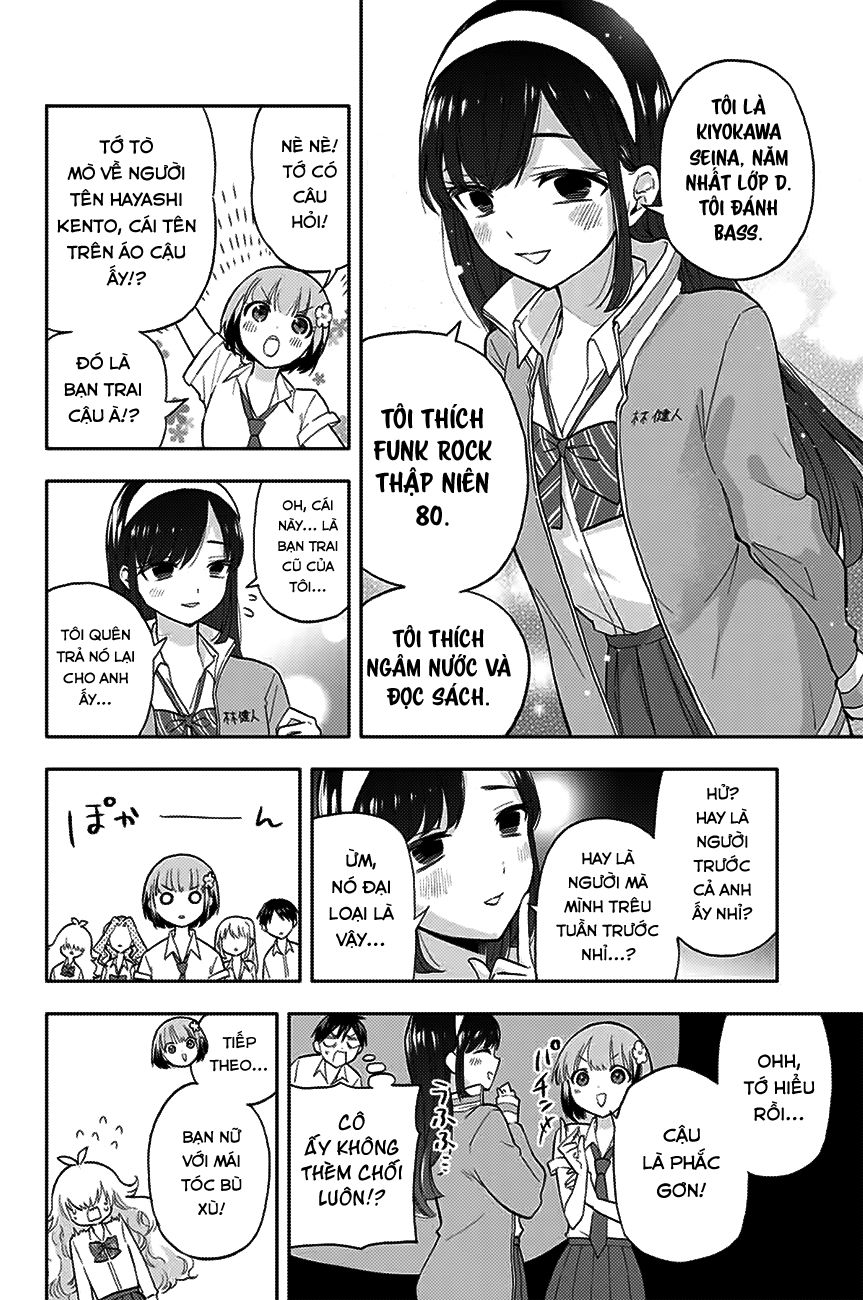 TÔI LÀ
KIYOKAWA
SEINA, NĂM
NHẤT LỚP D.
TÔI ĐÁNH
BASS.
林健人
TÔI THÍCH
FUNK ROCK
THẬP NIÊN
80.
TÔI THÍCH
NGÂM NƯỚC VÀ
ĐỌC SÁCH.
NÈ NÈ!
TỚ CÓ
CÂU
HỎI!
TỚ TÒ
MÒ VỀ NGƯỜI
TÊN HAYASHI
KENTO, CÁI TÊN
TRÊN ÁO CẬU
ẤY!?
ĐÓ LÀ
BẠN TRAI
CẬU À!?
OH, CÁI
NÀY... LÀ
BẠN TRAI
CŨ CỦA
TÔI...
TÔI QUÊN
TRẢ NÓ LẠI
CHO ANH
ẤY...
林健人
HỬ?
HAY LÀ
NGƯỜI
TRƯỚC
CẢ ANH
ẤY NHỈ?
HAY LÀ
NGƯỜI MÀ
MÌNH TRÊU
TUẦN TRƯỚC
NHỈ...?
ỪM,
NÓ ĐẠI
LOẠI LÀ
VẬY...
ぽかーーん
OHH,
TỚ HIỂU
RỒI...
CẬU
LÀ PHẮC
GƠN!
パチン
うふふ…
CÔ
ẤY KHÔNG
THÈM CHỐI
LUÔN!?
TIẾP
THEO...
BẠN NỮ
VỚI MÁI
TÓC BÙ
XÙ!